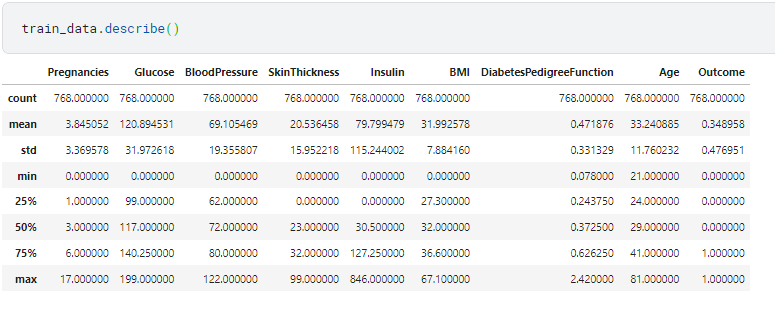 train_data.describe()
Pregnancies Glucose BloodPressure SkinThickness Insulin BMI DiabetesPedigreeFunction Age Outcome
count 768.000000 768.000000 768.000000 768.000000 768.000000 768.000000 768.000000 768.000000 768.000000
mean 3.845052 120.894531 69.105469 20.536458 79.799479 31.992578 0.471876 33.240885 0.348958
std 3.369578 31.972618 19.355807 15.952218 115.244002 7.884160 0.331329 11.760232 0.476951
min 0.000000 0.000000 0.000000 0.000000 0.000000 0.000000 0.078000 21.000000 0.000000
25% 1.000000 99.000000 62.000000 0.000000 0.000000 27.300000 0.243750 24.000000 0.000000
50% 3.000000 117.000000 72.000000 23.000000 30.500000 32.000000 0.372500 29.000000 0.000000
75% 6.000000 140.250000 80.000000 32.000000 127.250000 36.600000 0.626250 41.000000 1.000000
max 17.000000 199.000000 122.000000 99.000000 846.000000 67.100000 2.420000 81.000000 1.000000